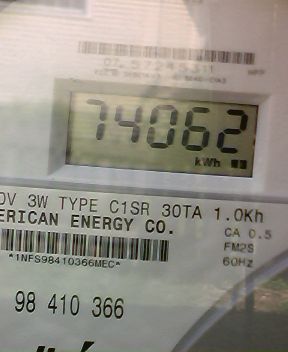 74062
kWh
0V 3W TYPE C1SR 30TA 1.0Kh
ERICAN ENERGY CO.
CA 0.5
FM2S
*1NFS98410366MEC*
60Hz
98 410 366